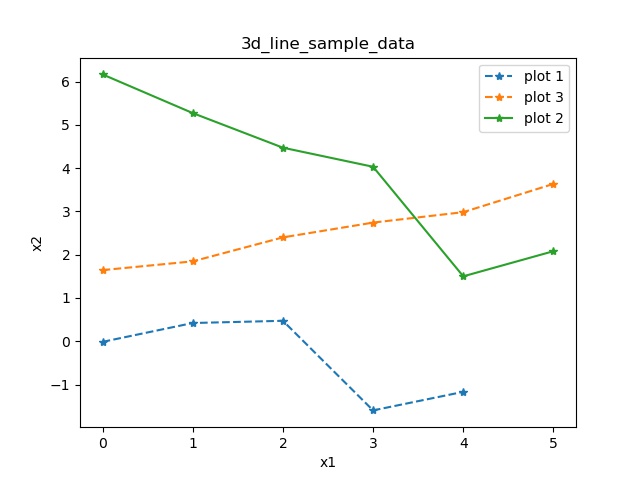 3d_line_sample_data
plot 1
plot 3
plot 2
6
5
4
3
2
1
0
−1
x2
0 1 2 3 4 5
x1